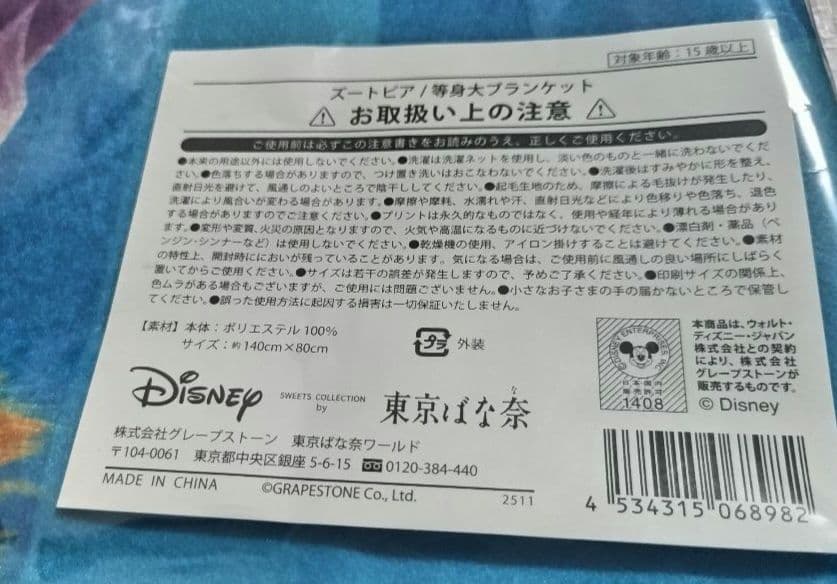 対象年齢:15歳以上
ズートピア/等身大ブランケット
⚠ お取扱い上の注意 ⚠
ご使用前は必ずこの注意書きをお読みのうえ、正しくご使用ください。
●本来の用途以外には使用しないでください。●洗濯は洗濯ネットを使用し、淡い色のものと一緒に洗わないでくだ
さい。●色落ちする場合がありますので、つけ置き洗いはおこなわないでください。●洗濯後はすみやかに形を整え、
直射日光を避けて、風通しのよいところで陰干ししてください。●起毛生地のため、摩擦による毛抜けが発生したり、
洗濯により風合いが変わる場合があります。●摩擦や摩耗、水濡れや汗、直射日光などにより色移りや色落ち、退色
する場合がありますのでご注意ください。●プリントは永久的なものではなく、使用や経年により薄れる場合があり
ます。●変形や変質、火災の原因となりますので、火気や高温になるものに近づけないでください。●漂白剤・薬品(ベ
ンジン・シンナーなど)は使用しないでください。●乾燥機の使用、アイロン掛けすることは避けてください。●素材
の特性上、開封時ににおいが残っていることがあります。気になる場合は、ご使用前に風通しの良い場所にしばらく
置いてからご使用ください。●サイズは若干の誤差が発生しますので、予めご了承ください。●印刷サイズの関係上、
色ムラがある場合もございますが、ご使用には問題ございません。●小さなお子さまの手の届かないところで保管し
てください。●誤った使用方法に起因する損害は一切保証いたしません。
【素材】本体:ポリエステル100%
サイズ:約140cm×80cm
プラ 外装
DISNEY ENTERPRISES, INC.
日本国内
販売許可
1408
本商品は、ウォルト・
ディズニー・ジャパン
株式会社との契約
により、株式会社
グレープストーンが
販売するものです。
© Disney
Disney SWEETS COLLECTION
by
東京ばな奈
な
株式会社グレープストーン 東京ばな奈ワールド
〒104-0061 東京都中央区銀座5-6-15 0120-384-440
MADE IN CHINA ©GRAPESTONE Co., Ltd. 2511
4 534315 068982